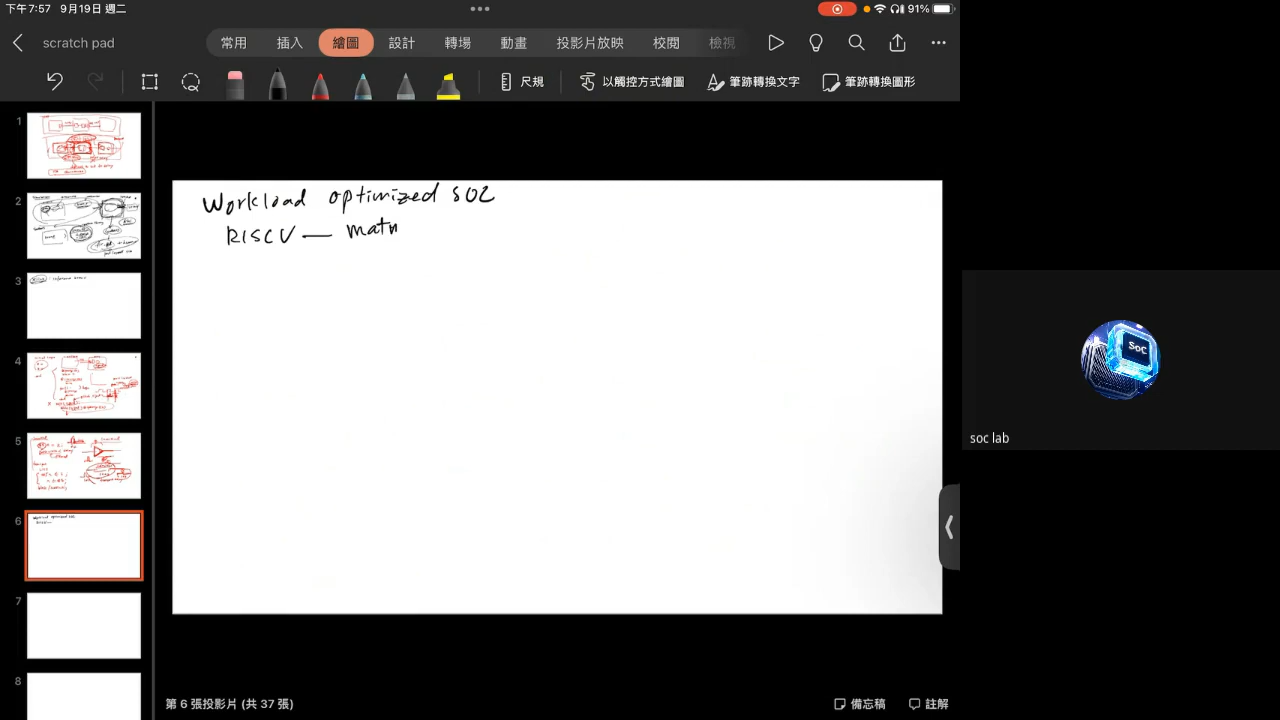 下午7:57 9月19日 週二
91%
scratch pad
常用 插入 繪圖 設計 轉場 動畫 投影片放映 校閱 檢視
尺規 以觸控方式繪圖 筆跡轉換文字 筆跡轉換圖形
1
2
3
4
5
6
7
8
Workload optimized SOC
RISCV — matr
SoC
soc lab
第 6 張投影片 (共 37 張)
備忘稿 註解